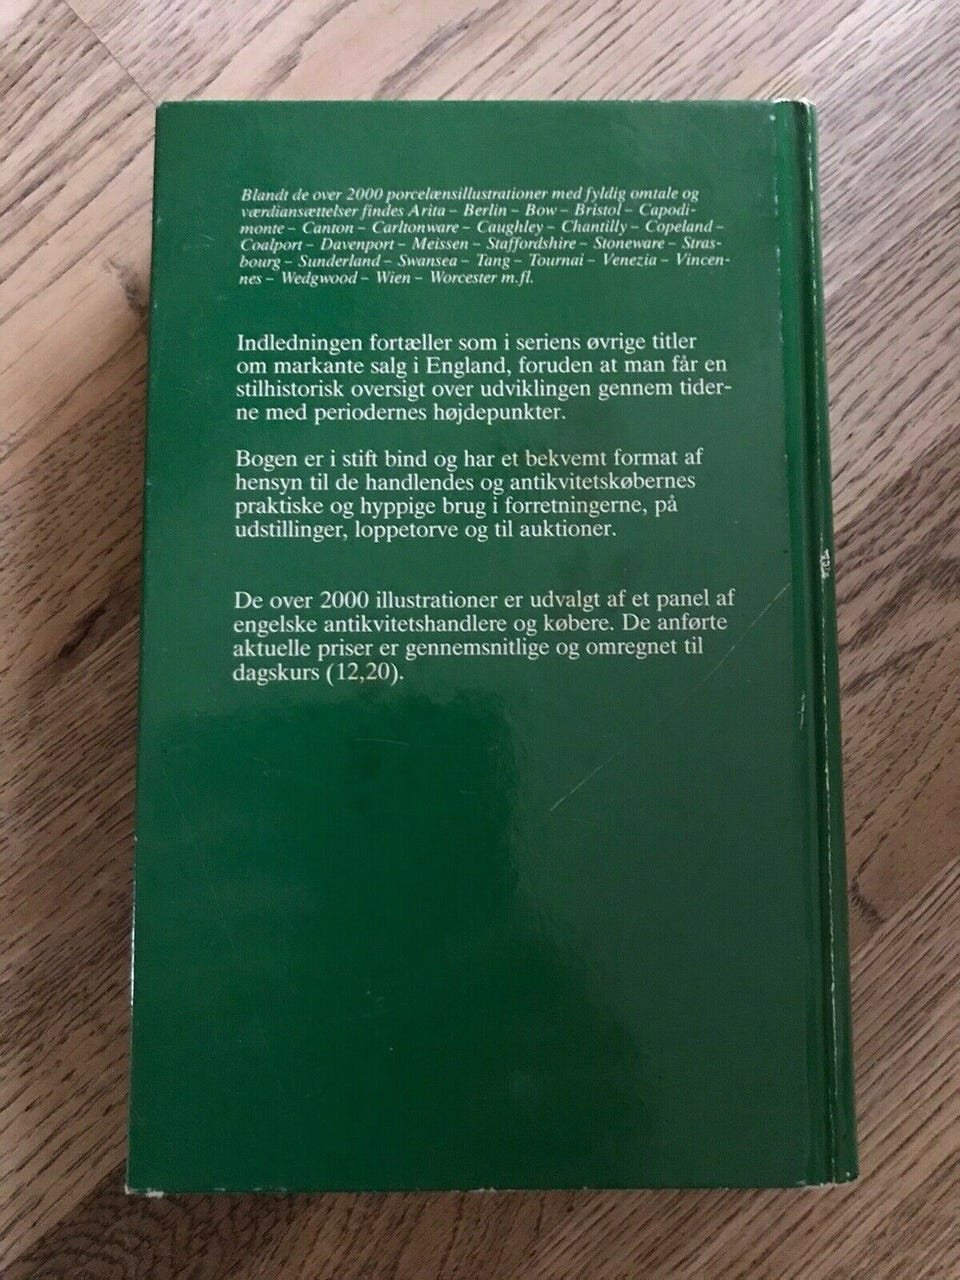 Blandt de over 2000 porcelænsillustrationer med fyldig omtale og
værdiansættelser findes Arita – Berlin – Bow – Bristol – Capodi-
monte – Canton – Carltonware – Caughley – Chantilly – Copeland –
Coalport – Davenport – Meissen – Staffordshire – Stoneware – Stras-
bourg – Sunderland – Swansea – Tang – Tournai – Venezia – Vincen-
nes – Wedgwood – Wien – Worcester m.fl.
Indledningen fortæller som i seriens øvrige titler
om markante salg i England, foruden at man får en
stilhistorisk oversigt over udviklingen gennem tider-
ne med periodernes højdepunkter.
Bogen er i stift bind og har et bekvemt format af
hensyn til de handlendes og antikvitetskøbernes
praktiske og hyppige brug i forretningerne, på
udstillinger, loppetorve og til auktioner.
De over 2000 illustrationer er udvalgt af et panel af
engelske antikvitetshandlere og købere. De anførte
aktuelle priser er gennemsnitlige og omregnet til
dagskurs (12,20).